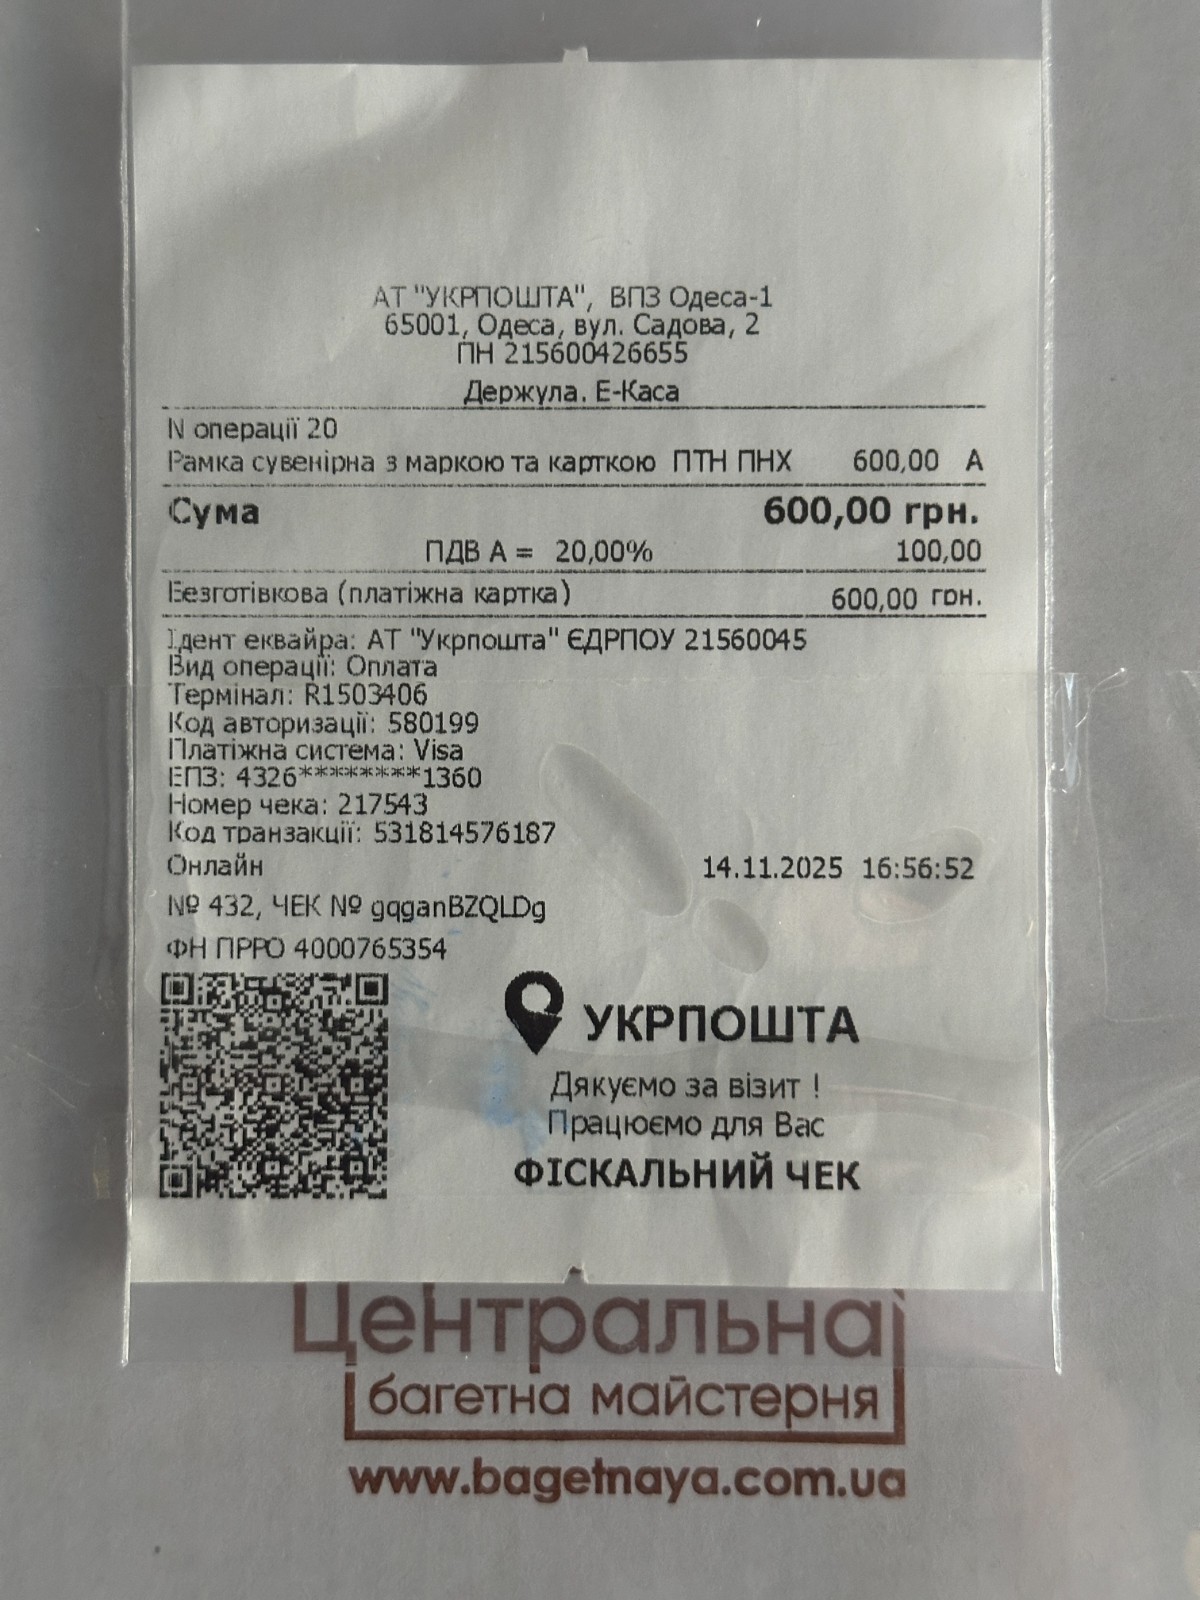 АТ "УКРПОШТА", ВПЗ Одеса-1
65001, Одеса, вул. Садова, 2
ПН 215600426655
Держула. Е-Каса
N операції 20
Рамка сувенірна з маркою та карткою ПТН ПНХ 600,00 А
Сума 600,00 грн.
ПДВ А = 20,00% 100,00
Безготівкова (платіжна картка) 600,00 грн.
Ідент еквайра: АТ "Укрпошта" ЄДРПОУ 21560045
Вид операції: Оплата
Термінал: R1503406
Код авторизації: 580199
Платіжна система: Visa
ЕПЗ: 4326********1360
Номер чека: 217543
Код транзакції: 531814576187
Онлайн 14.11.2025 16:56:52
№ 432, ЧЕК № gqganBZQLDg
ФН ПРРО 4000765354
УКРПОШТА
Дякуємо за візит !
Працюємо для Вас
ФІСКАЛЬНИЙ ЧЕК
Центральна
багетна майстерня
www.bagetnaya.com.ua